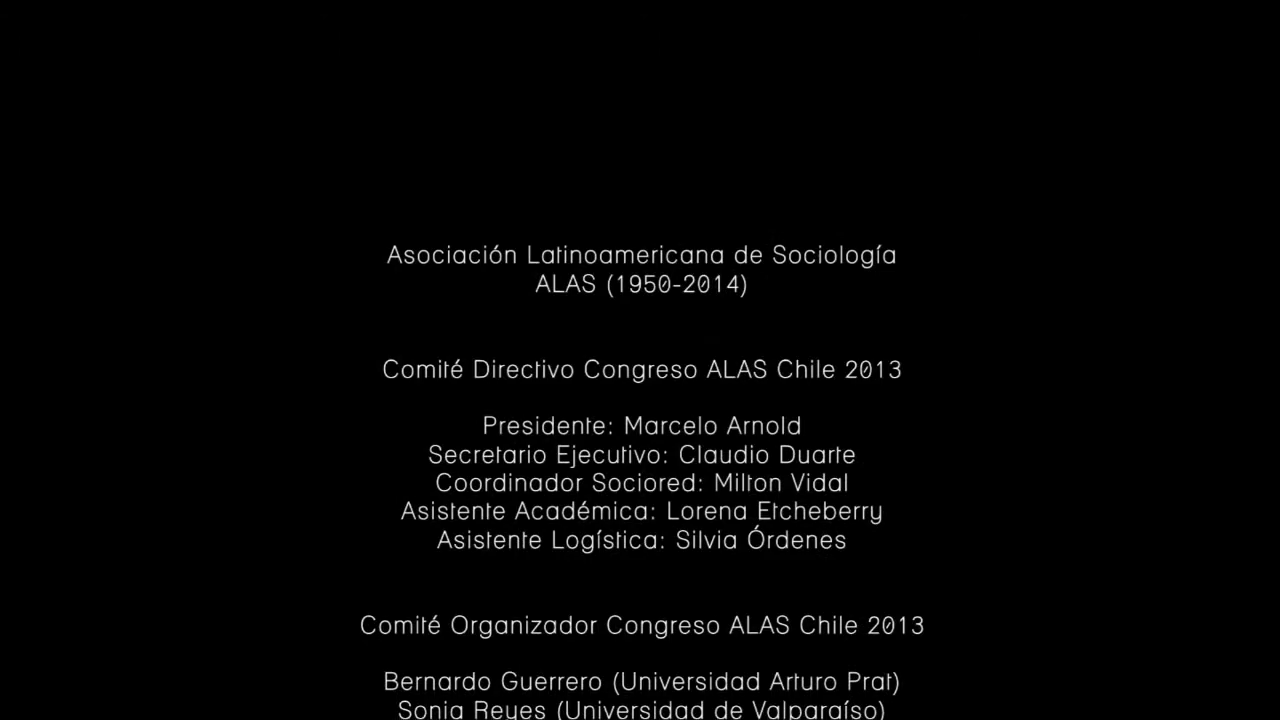 Asociación Latinoamericana de Sociología
ALAS (1950-2014)
Comité Directivo Congreso ALAS Chile 2013
Presidente: Marcelo Arnold
Secretario Ejecutivo: Claudio Duarte
Coordinador Sociored: Milton Vidal
Asistente Académica: Lorena Etcheberry
Asistente Logística: Silvia Órdenes
Comité Organizador Congreso ALAS Chile 2013
Bernardo Guerrero (Universidad Arturo Prat)
Sonia Reyes (Universidad de Valparaíso)